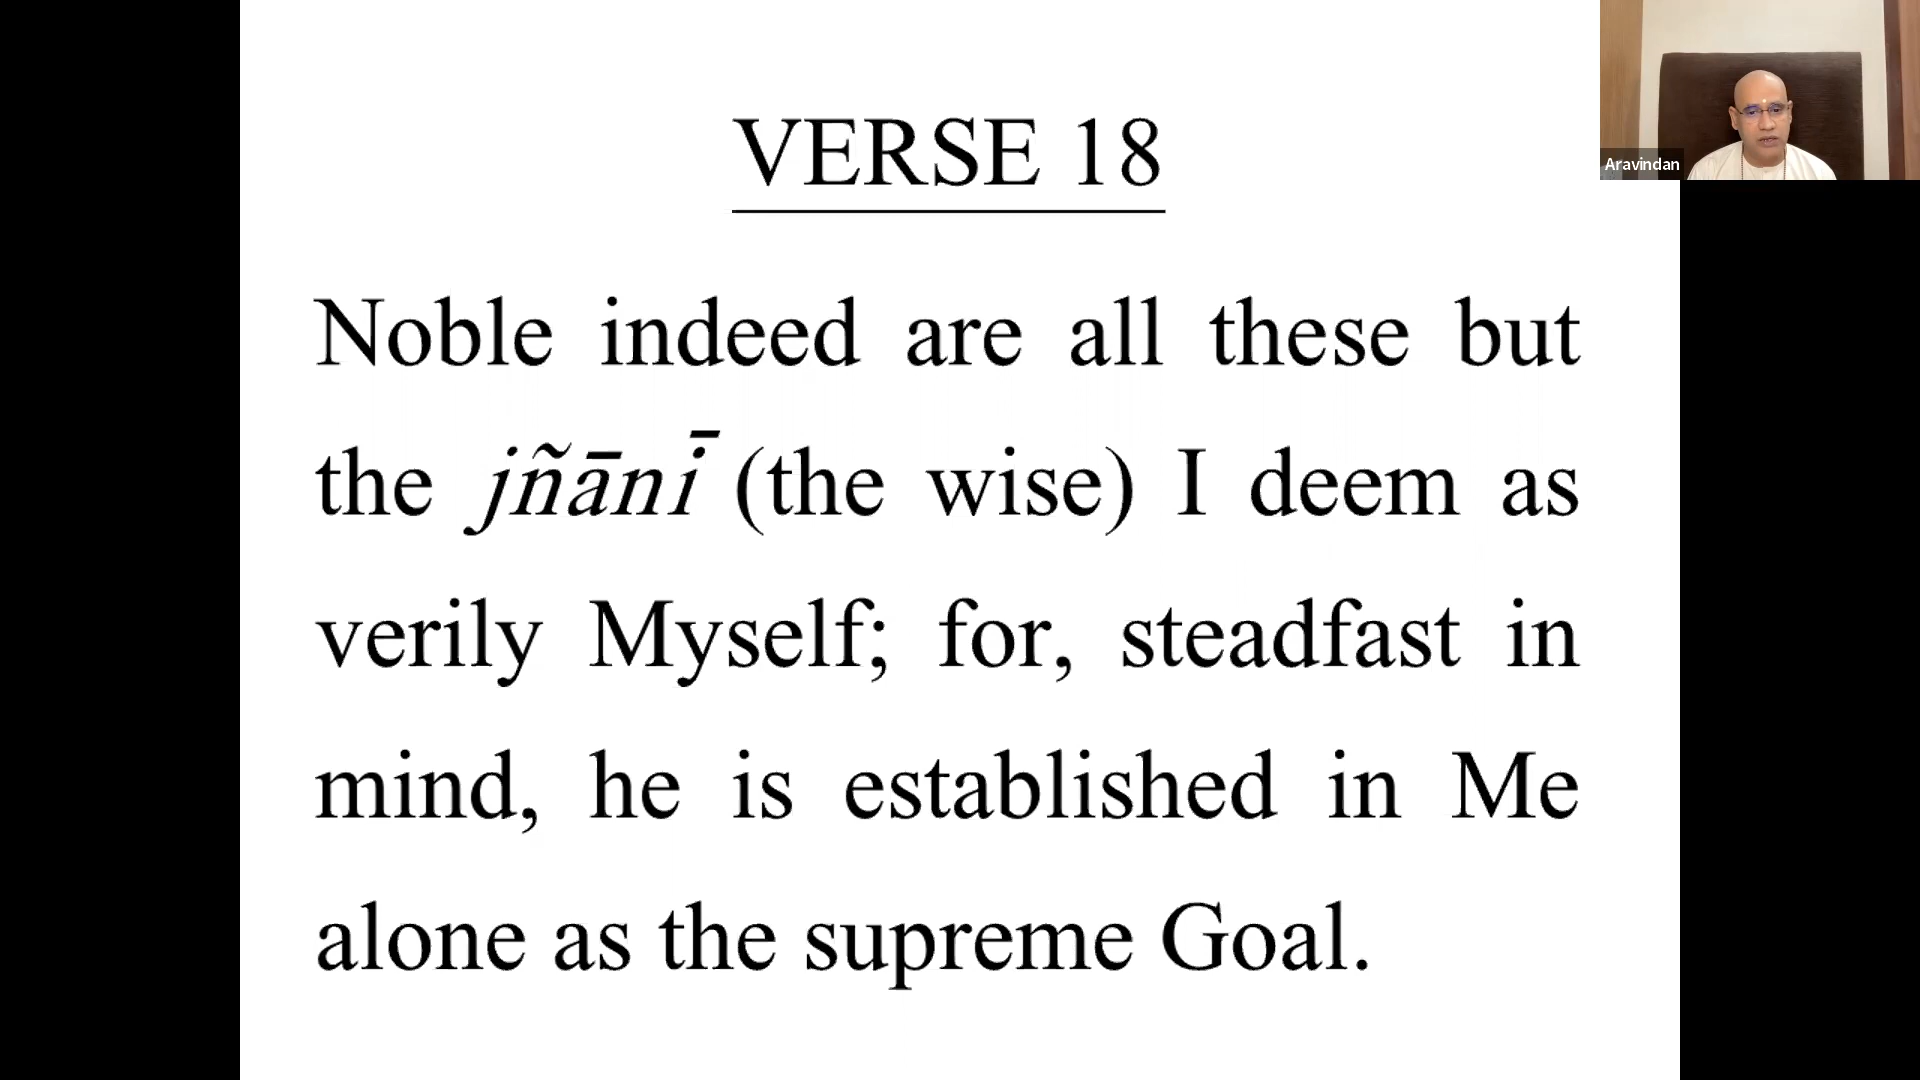 VERSE 18
Noble indeed are all these but
the jñānī (the wise) I deem as
verily Myself; for, steadfast in
mind, he is established in Me
alone as the supreme Goal.
Aravindan